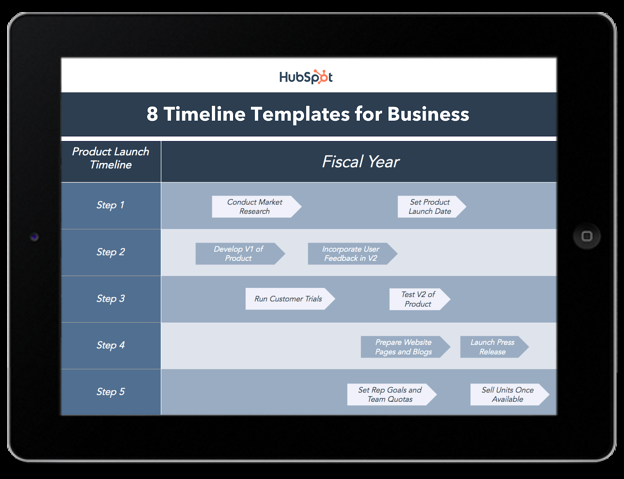 HubSpot
8 Timeline Templates for Business
Product Launch
Timeline
Fiscal Year
Step 1
Conduct Market
Research
Set Product
Launch Date
Step 2
Develop V1 of
Product
Incorporate User
Feedback in V2
Step 3
Run Customer Trials
Test V2 of
Product
Step 4
Prepare Website
Pages and Blogs
Launch Press
Release
Step 5
Set Rep Goals and
Team Quotas
Sell Units Once
Available